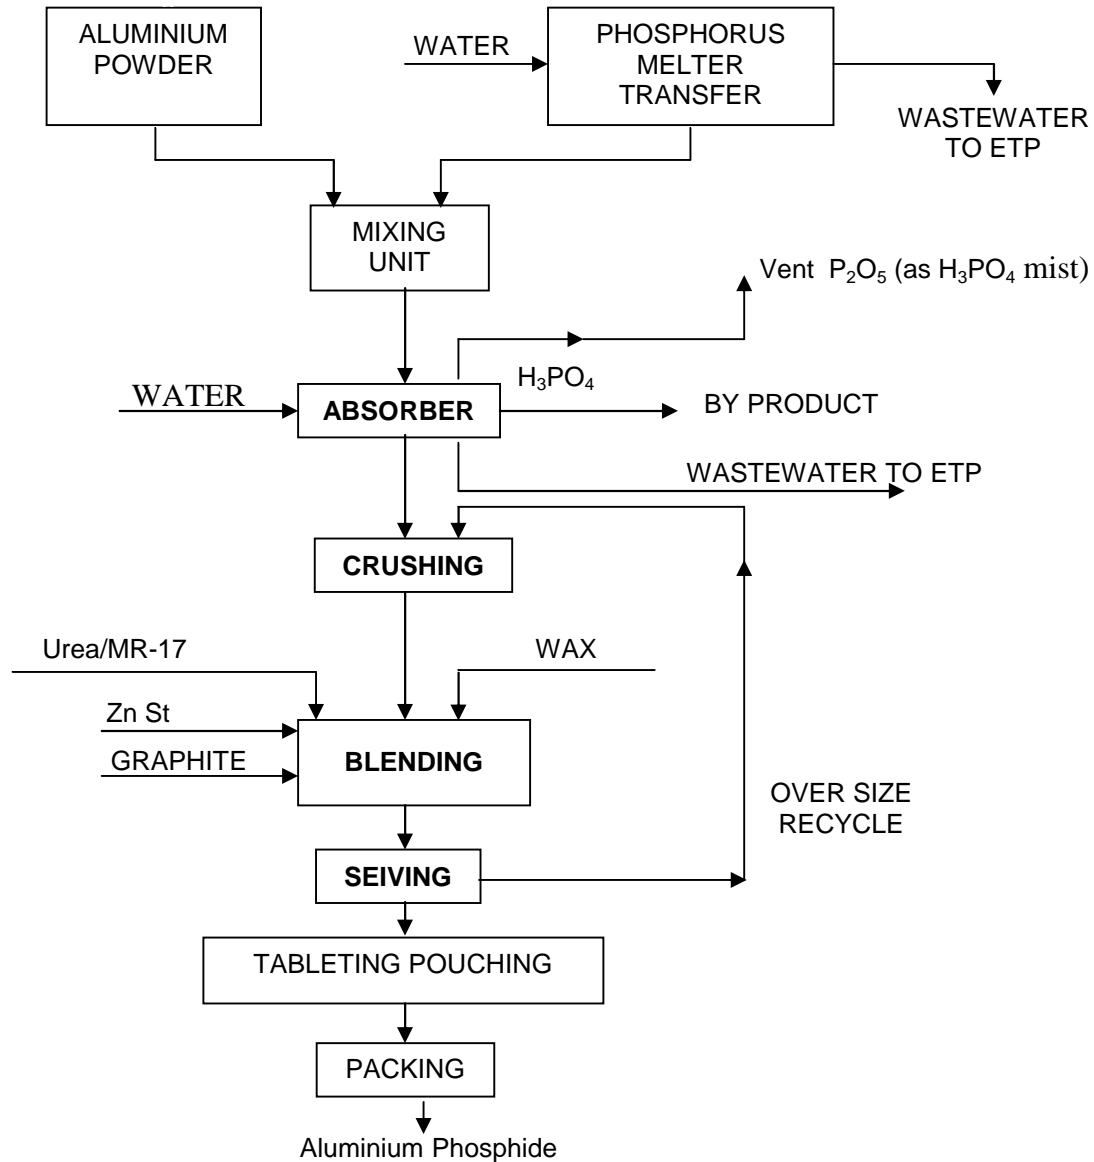 ALUMINIUM
POWDER
WATER
PHOSPHORUS
MELTER
TRANSFER
WASTEWATER
TO ETP
MIXING
UNIT
Vent P₂O₅ (as H₃PO₄ mist)
H₃PO₄
WATER
ABSORBER
BY PRODUCT
WASTEWATER TO ETP
CRUSHING
Urea/MR-17
WAX
Zn St
GRAPHITE
BLENDING
OVER SIZE
RECYCLE
SEIVING
TABLETING POUCHING
PACKING
Aluminium Phosphide